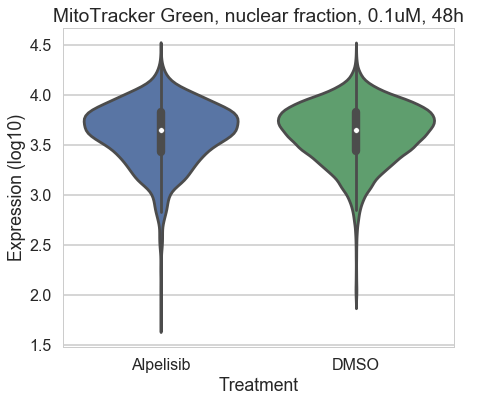 MitoTracker Green, nuclear fraction, 0.1uM, 48h
Expression (log10)
4.5
4.0
3.5
3.0
2.5
2.0
1.5
Alpelisib DMSO
Treatment